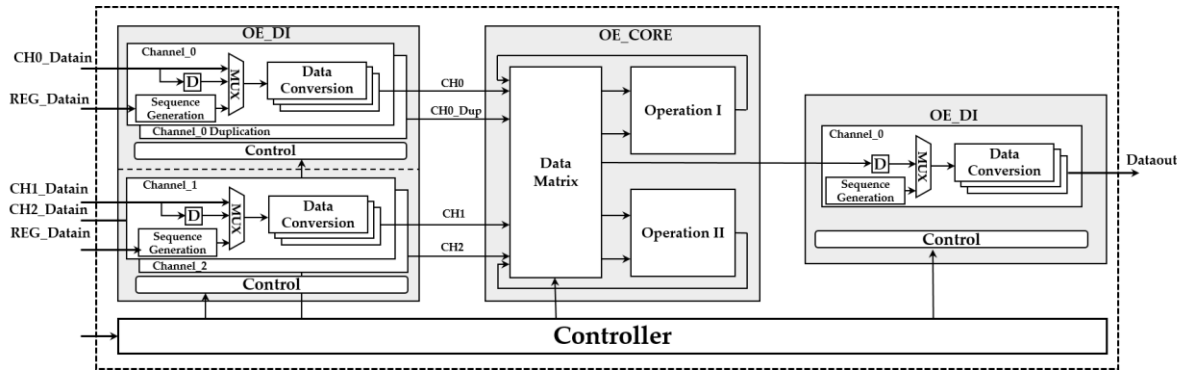 OE_DI
Channel_0
CH0_Datain
D
MUX
Data
Conversion
REG_Datain
Sequence
Generation
Channel_0 Duplication
Control
CH1_Datain
CH2_Datain
REG_Datain
Channel_1
D
MUX
Data
Conversion
Sequence
Generation
Channel_2
Control
CH0
CH0_Dup
CH1
CH2
OE_CORE
Data
Matrix
Operation I
Operation II
OE_DI
Channel_0
D
MUX
Data
Conversion
Sequence
Generation
Control
Dataout
Controller